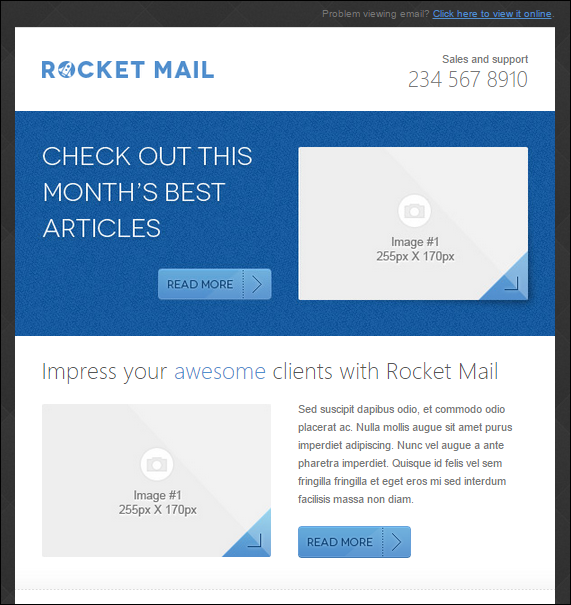 Problem viewing email? Click here to view it online.
ROCKET MAIL
Sales and support
234 567 8910
CHECK OUT THIS
MONTH'S BEST
ARTICLES
READ MORE
Image #1
255px X 170px
Impress your awesome clients with Rocket Mail
Image #1
255px X 170px
Sed suscipit dapibus odio, et commodo odio
placerat ac. Nulla mollis augue sit amet purus
imperdiet adipiscing. Nunc vel augue a ante
pharetra imperdiet. Quisque id felis vel sem
fringilla fringilla et eget eros mi sed interdum
facilisis massa non diam.
READ MORE